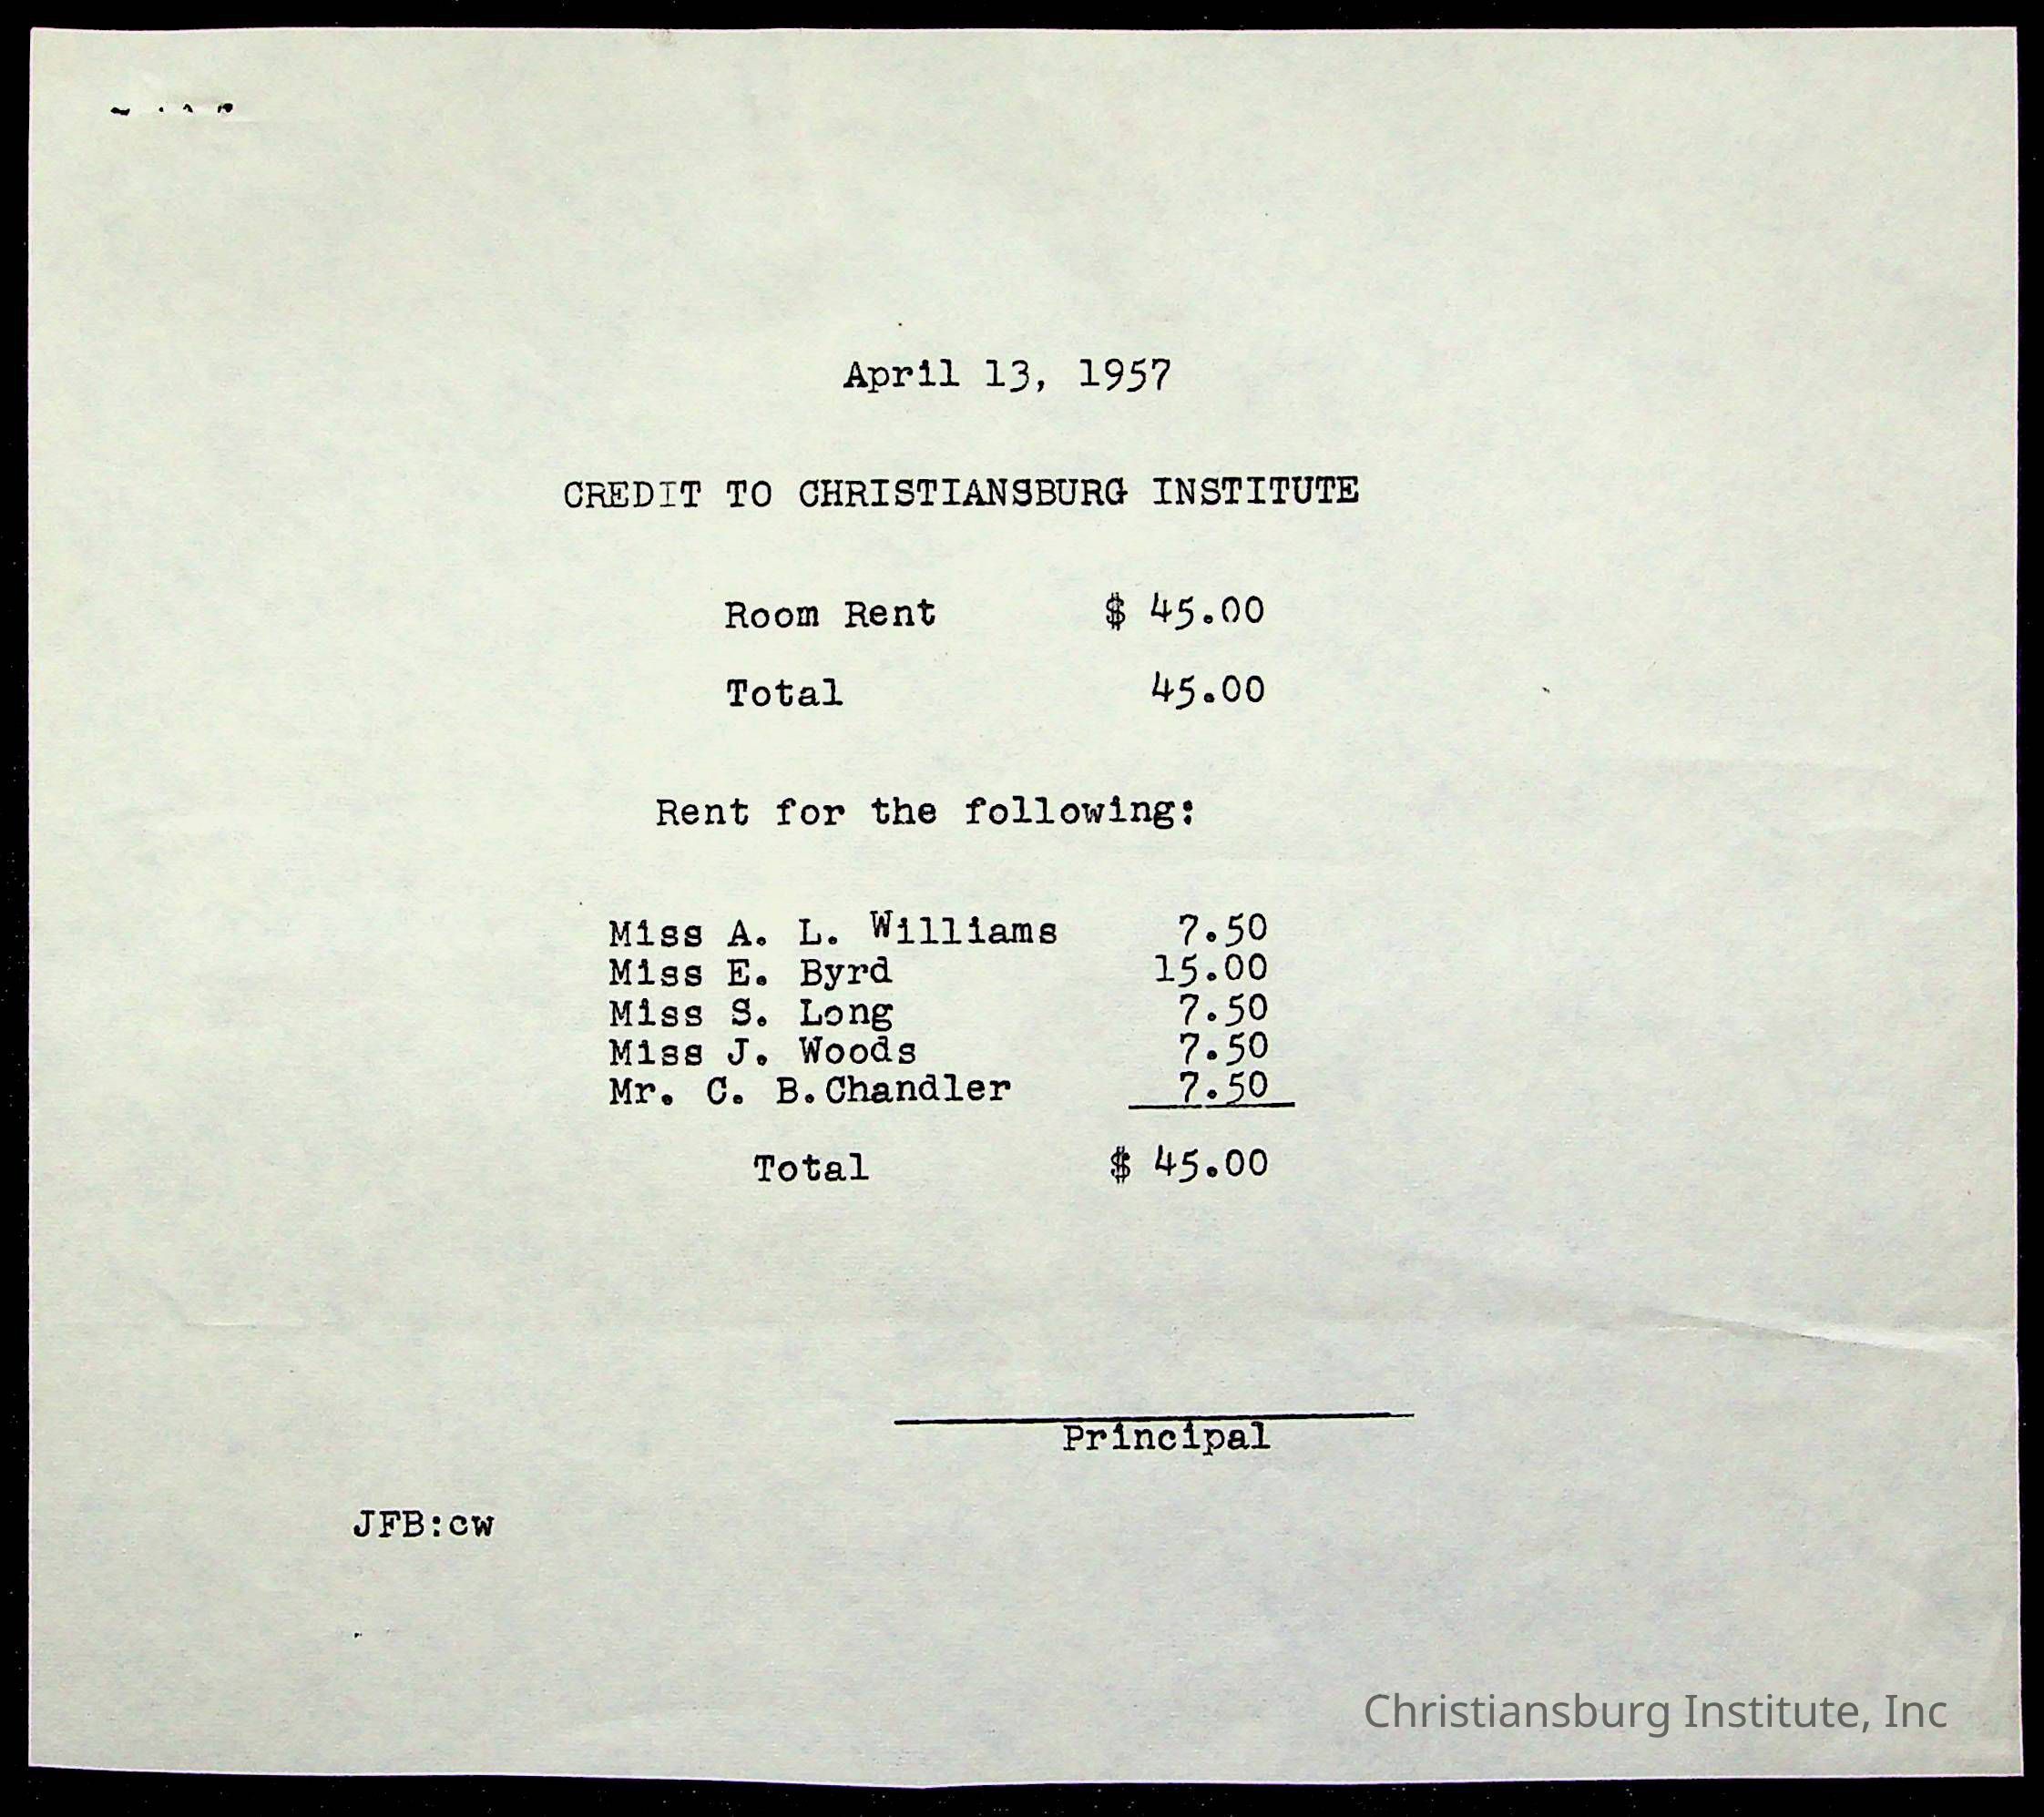 April 13, 1957
CREDIT TO CHRISTIANSBURG INSTITUTE
Room Rent $ 45.00
Total 45.00
Rent for the following:
Miss A. L. Williams 7.50
Miss E. Byrd 15.00
Miss S. Long 7.50
Miss J. Woods 7.50
Mr. C. B.Chandler 7.50
Total $ 45.00
Principal
JFB:cw
Christiansburg Institute, Inc